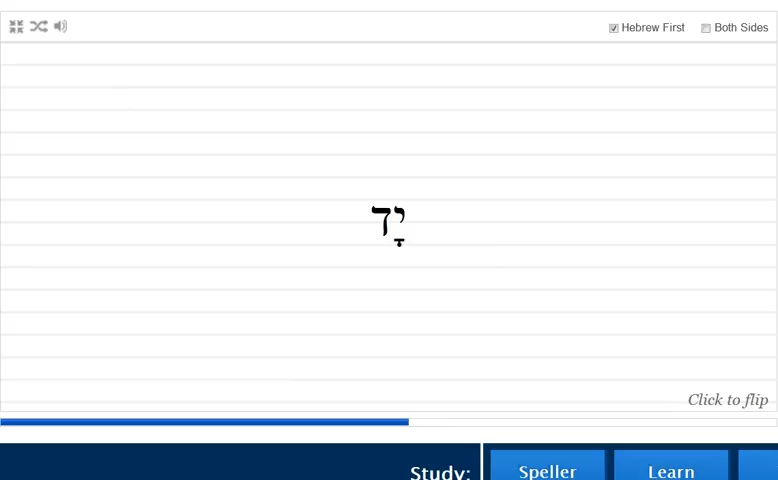 Hebrew First
Both Sides
יָד
Click to flip
Study:
Speller
Learn